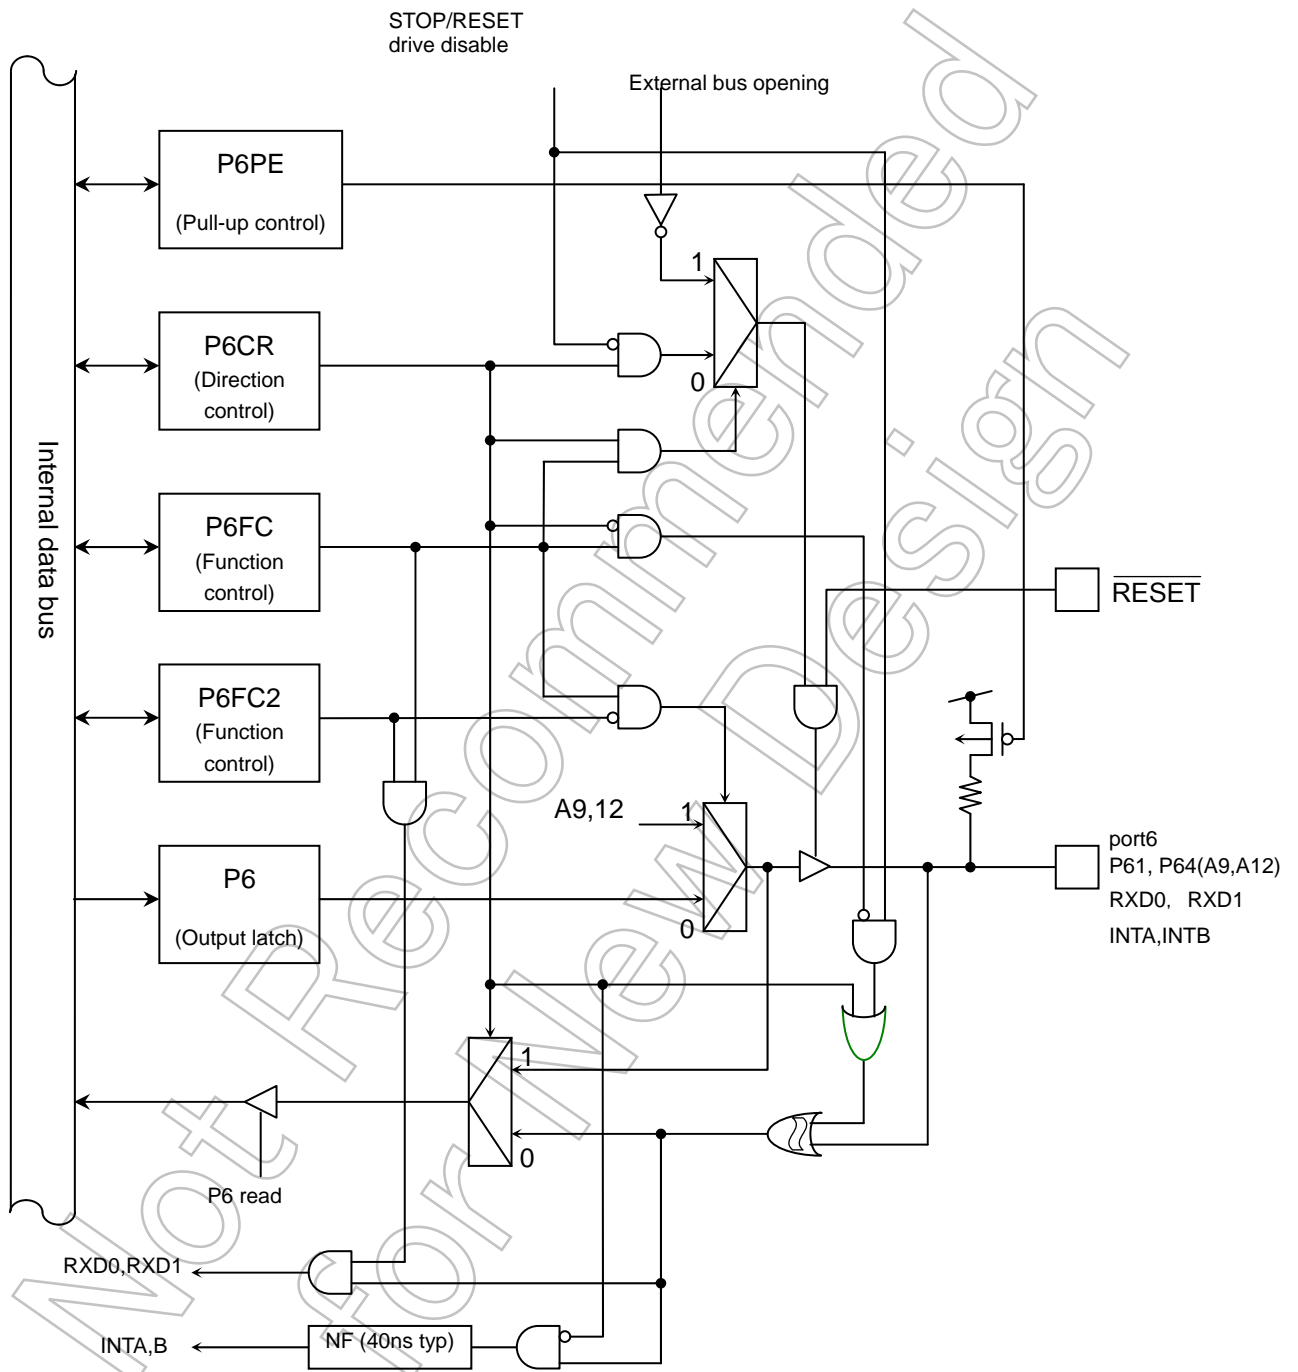 STOP/RESET
drive disable
External bus opening
P6PE
(Pull-up control)
1
P6CR
(Direction
control)
0
Internal data bus
P6FC
(Function
control)
RESET
P6FC2
(Function
control)
A9,12
1
port6
P61, P64(A9,A12)
RXD0, RXD1
INTA,INTB
P6
(Output latch)
0
1
0
P6 read
RXD0,RXD1
NF (40ns typ)
INTA,B
Not Recommended
for New Design